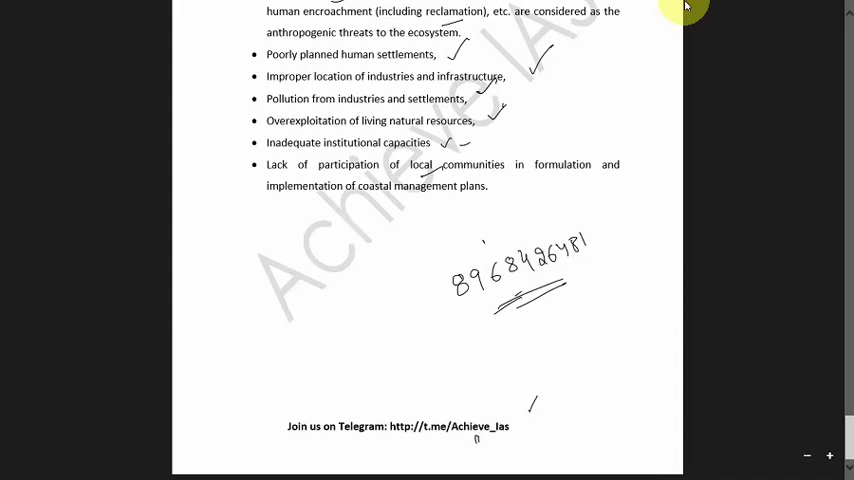 human encroachment (including reclamation), etc. are considered as the
anthropogenic threats to the ecosystem.
• Poorly planned human settlements,
• Improper location of industries and infrastructure,
• Pollution from industries and settlements,
• Overexploitation of living natural resources,
• Inadequate institutional capacities
• Lack of participation of local communities in formulation and
implementation of coastal management plans.
Achieve IAS
8968426481
Join us on Telegram: http://t.me/Achieve_Ias